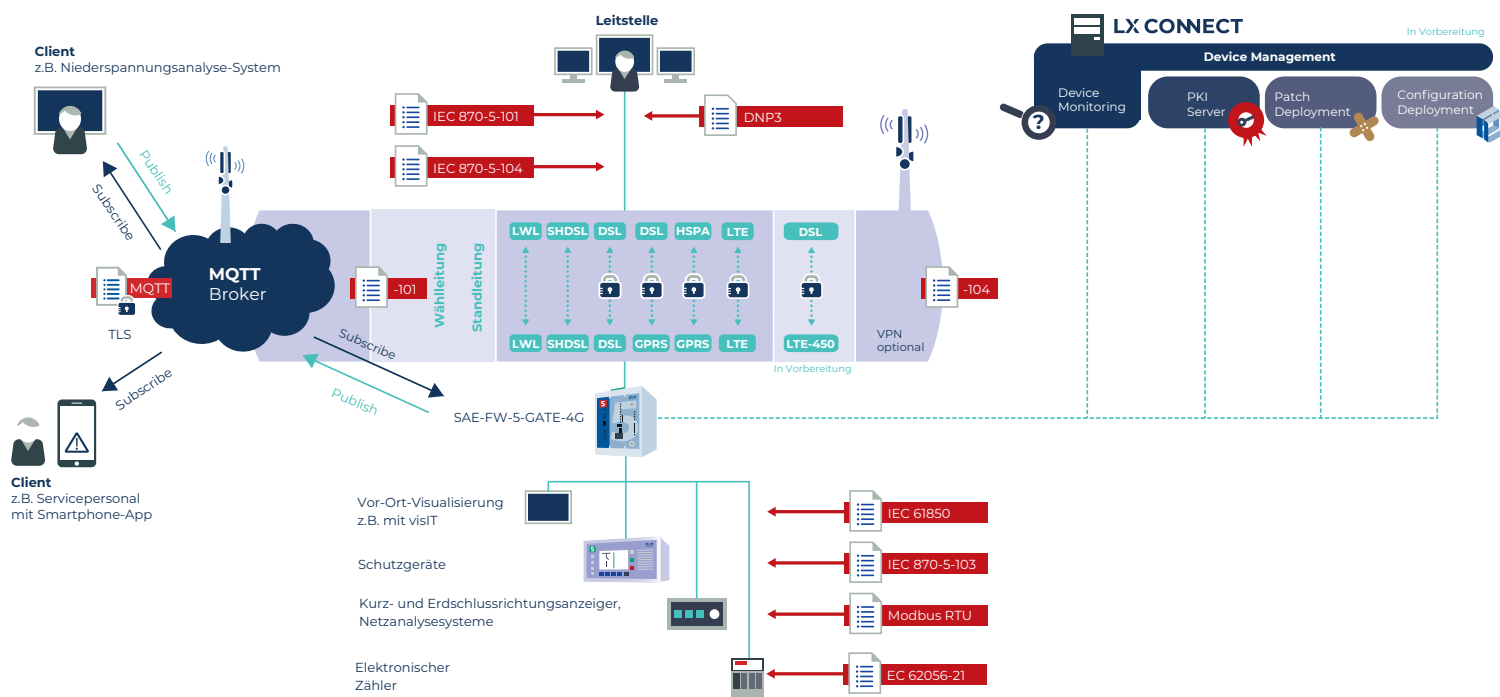 Leitstelle
Client
z.B. Niederspannungsanalyse-System
LX CONNECT
In Vorbereitung
Device Management
Device
Monitoring
PKI
Server
Patch
Deployment
Configuration
Deployment
?
IEC 870-5-101
DNP3
IEC 870-5-104
Publish
Subscribe
MQTT
Broker
MQTT
TLS
-101
Wählleitung
Standleitung
LWL SHDSL DSL DSL HSPA LTE DSL
LWL SHDSL DSL GPRS GPRS LTE LTE-450
In Vorbereitung
-104
VPN
optional
Subscribe
Publish
Subscribe
SAE-FW-5-GATE-4G
Client
z.B. Servicepersonal
mit Smartphone-App
Vor-Ort-Visualisierung
z.B. mit visIT
IEC 61850
Schutzgeräte
IEC 870-5-103
Kurz- und Erdschlussrichtungsanzeiger,
Netzanalysesysteme
Modbus RTU
Elektronischer
Zähler
EC 62056-21